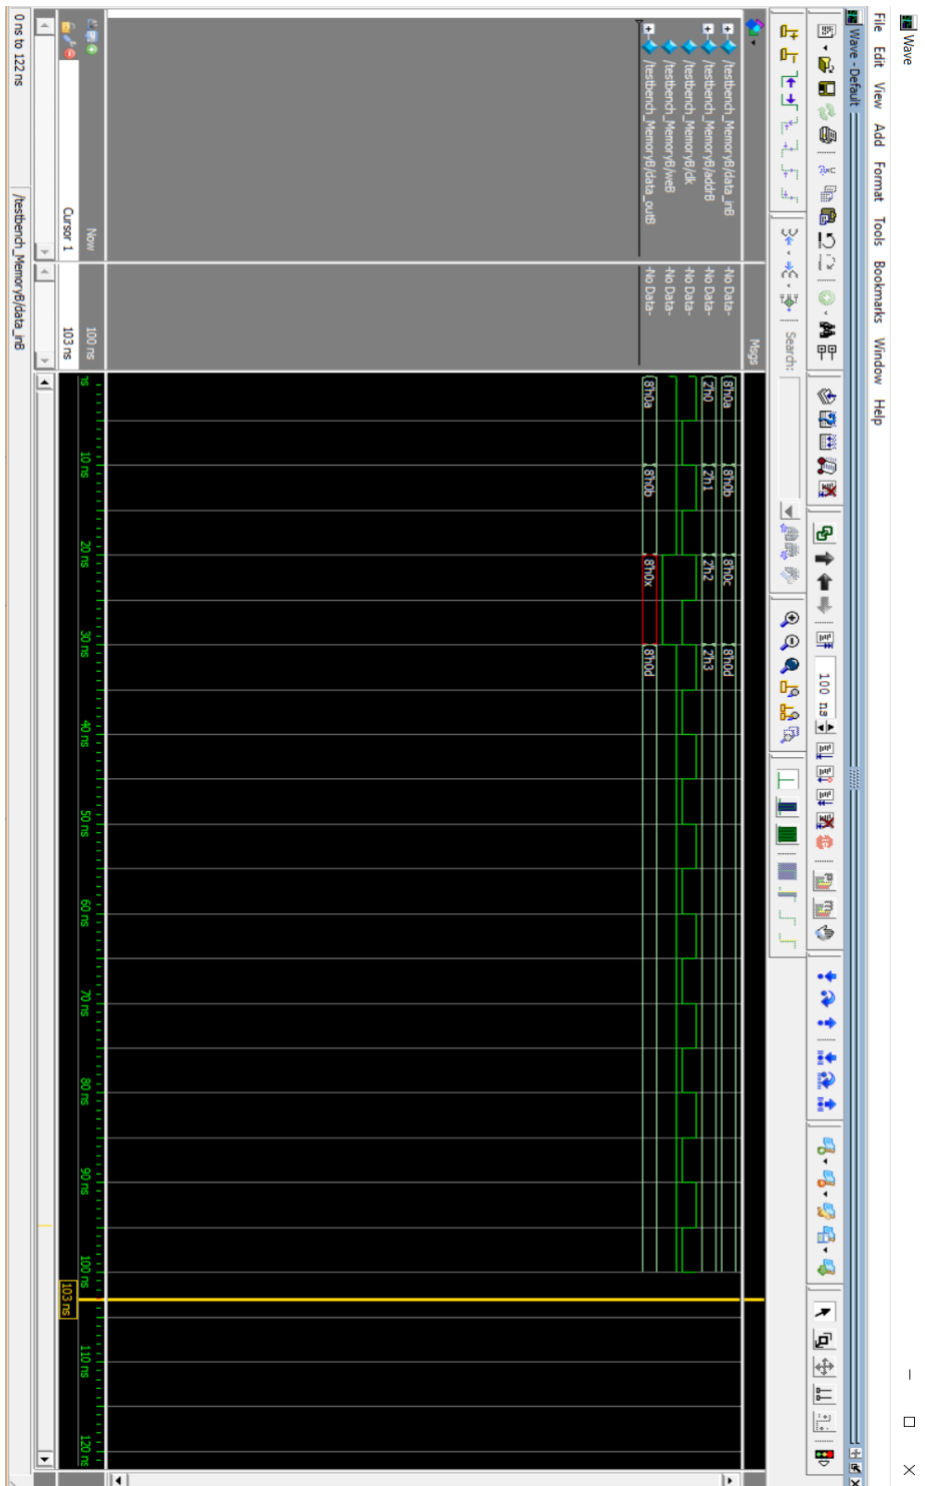 Wave
File Edit View Add Format Tools Bookmarks Window Help
Wave - Default
100 ns
Search:
Msgs
/testbench_MemoryB/data_inB -No Data- 8'h0a 8'h0b 8'h0c 8'h0d
/testbench_MemoryB/addrB -No Data- 2'h0 2'h1 2'h2 2'h3
/testbench_MemoryB/clk -No Data-
/testbench_MemoryB/weB -No Data-
/testbench_MemoryB/data_outB -No Data- 8'h0a 8'h0b 8'h0x 8'h0d
Now 100 ns ns 10 ns 20 ns 30 ns 40 ns 50 ns 60 ns 70 ns 80 ns 90 ns 100 ns 110 ns 120 ns
Cursor 1 103 ns 103 ns
0 ns to 122 ns /testbench_MemoryB/data_inB